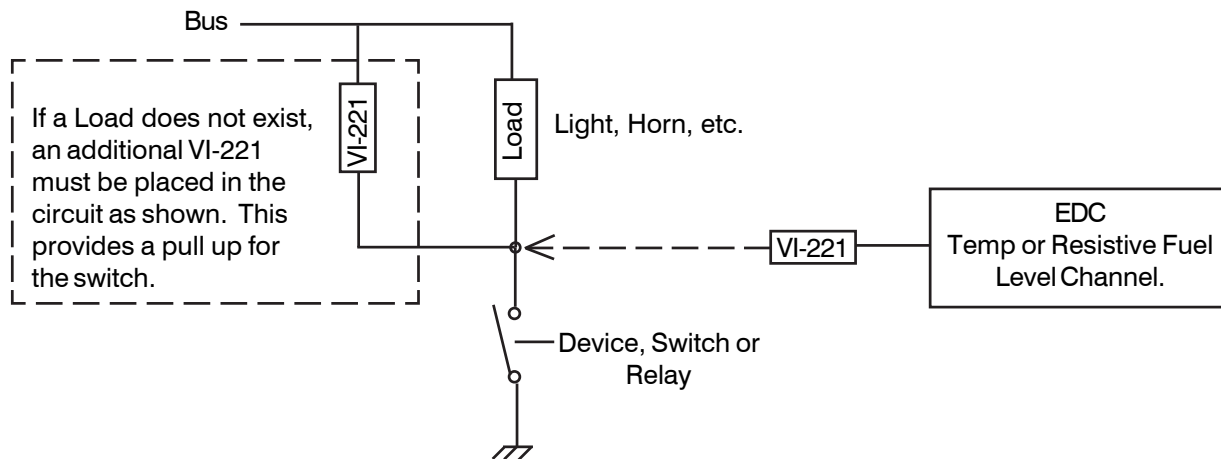 Bus
If a Load does not exist,
an additional VI-221
must be placed in the
circuit as shown.  This
provides a pull up for
the switch.
VI-221
Load
Light, Horn, etc.
VI-221
EDC
Temp or Resistive Fuel
Level Channel.
Device, Switch or
Relay